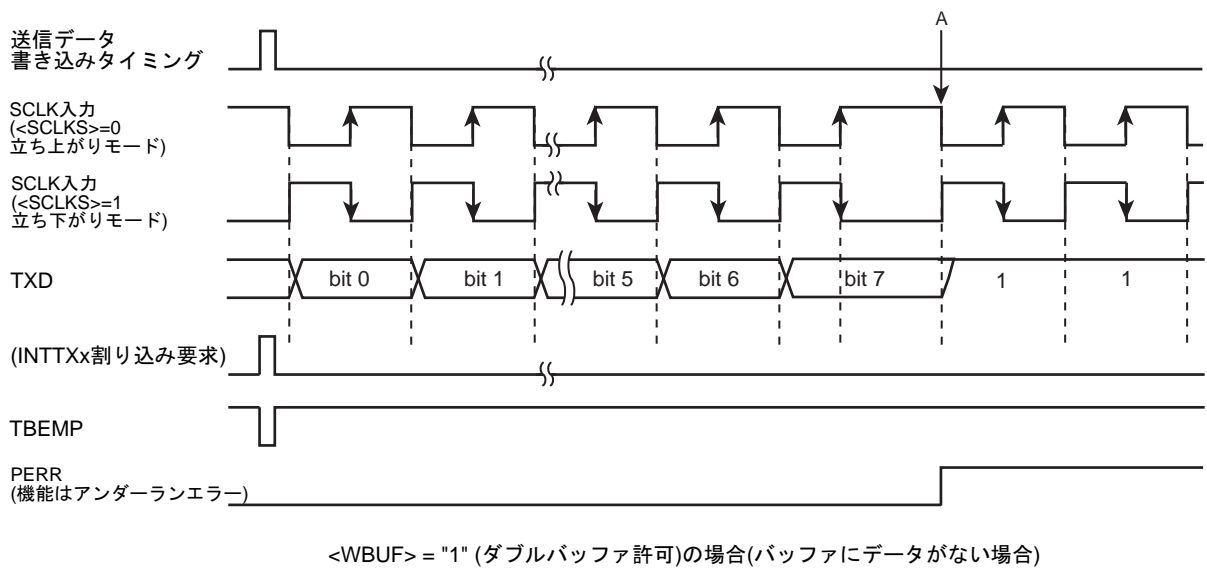 A
送信データ
書き込みタイミング
SCLK入力
(<SCLKS>=0
立ち上がりモード)
SCLK入力
(<SCLKS>=1
立ち下がりモード)
TXD
bit 0
bit 1
bit 5
bit 6
bit 7
1
1
(INTTXx割り込み要求)
TBEMP
PERR
(機能はアンダーランエラー)
<WBUF> = "1" (ダブルバッファ許可)の場合(バッファにデータがない場合)